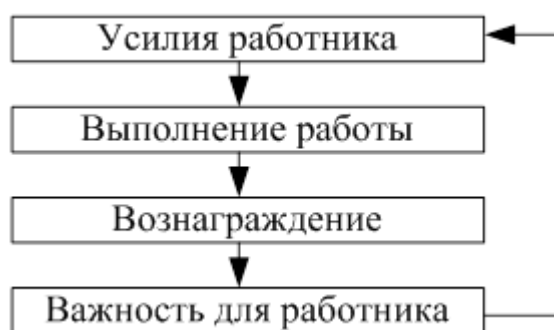 Усилия работника
Выполнение работы
Вознаграждение
Важность для работника